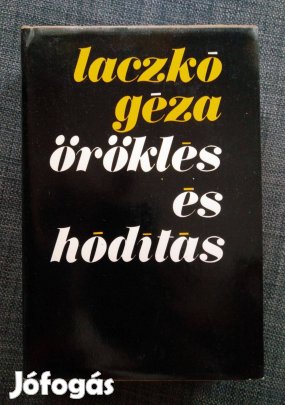 laczkó
géza
öröklés
és
hódítás
Jófogás